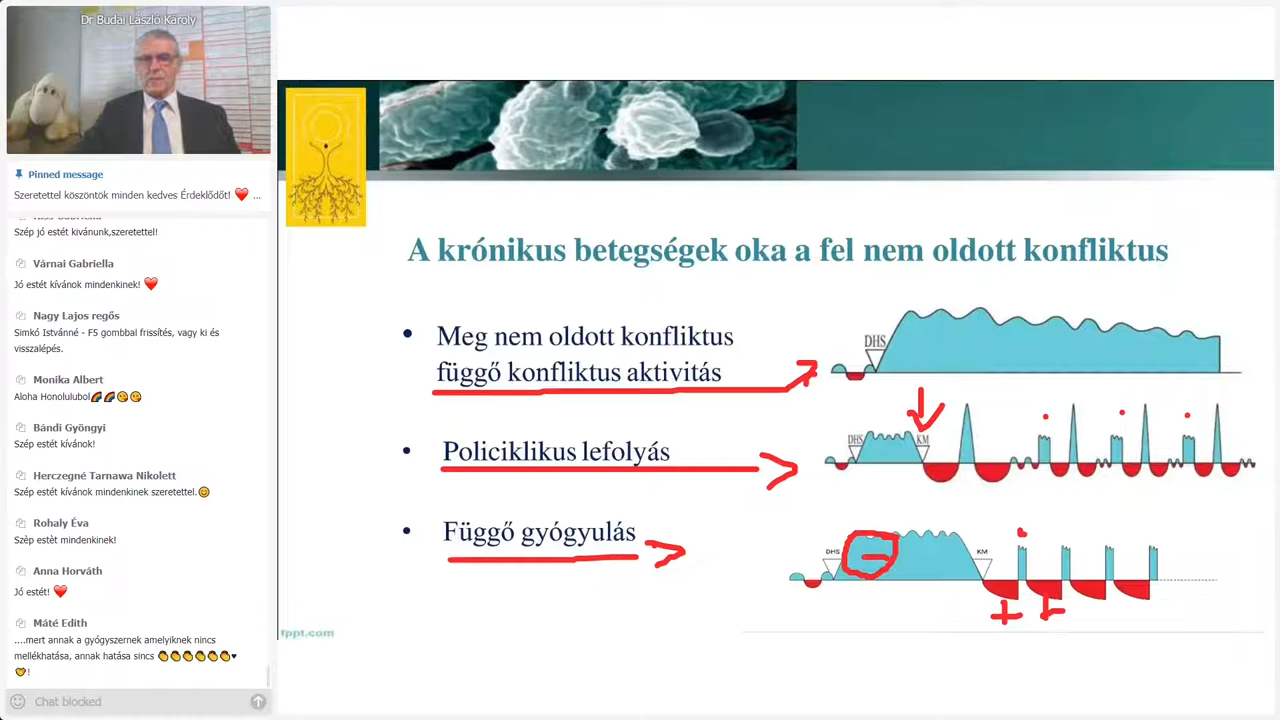 Dr Budai László Károly
Pinned message
Szeretettel köszöntök minden kedves Érdeklődőt! ❤️ ...
Szép jó estét kivánunk,szeretettel!
Várnai Gabriella
Jó estét kívánok mindenkinek! ❤️
Nagy Lajos regős
Simkó Istvánné - F5 gombbal frissítés, vagy ki és
visszalépés.
Monika Albert
Aloha Honolulubol🌈🌈😘😘
Bándi Gyöngyi
Szép estét kívánok!
Herczegné Tarnawa Nikolett
Szép estét kívánok mindenkinek szeretettel.😊
Rohaly Éva
Szèp estèt mindenkinek!
Anna Horváth
Jó estét! ❤️
Máté Edith
....mert annak a gyógyszernek amelyiknek nincs
mellékhatása, annak hatása sincs 👏👏👏👏👏👏♥
!
Chat blocked
A krónikus betegségek oka a fel nem oldott konfliktus
• Meg nem oldott konfliktus
függő konfliktus aktivitás
DHS
• Policiklikus lefolyás
DHS
KM
• Függő gyógyulás
DHS
KM
fppt.com